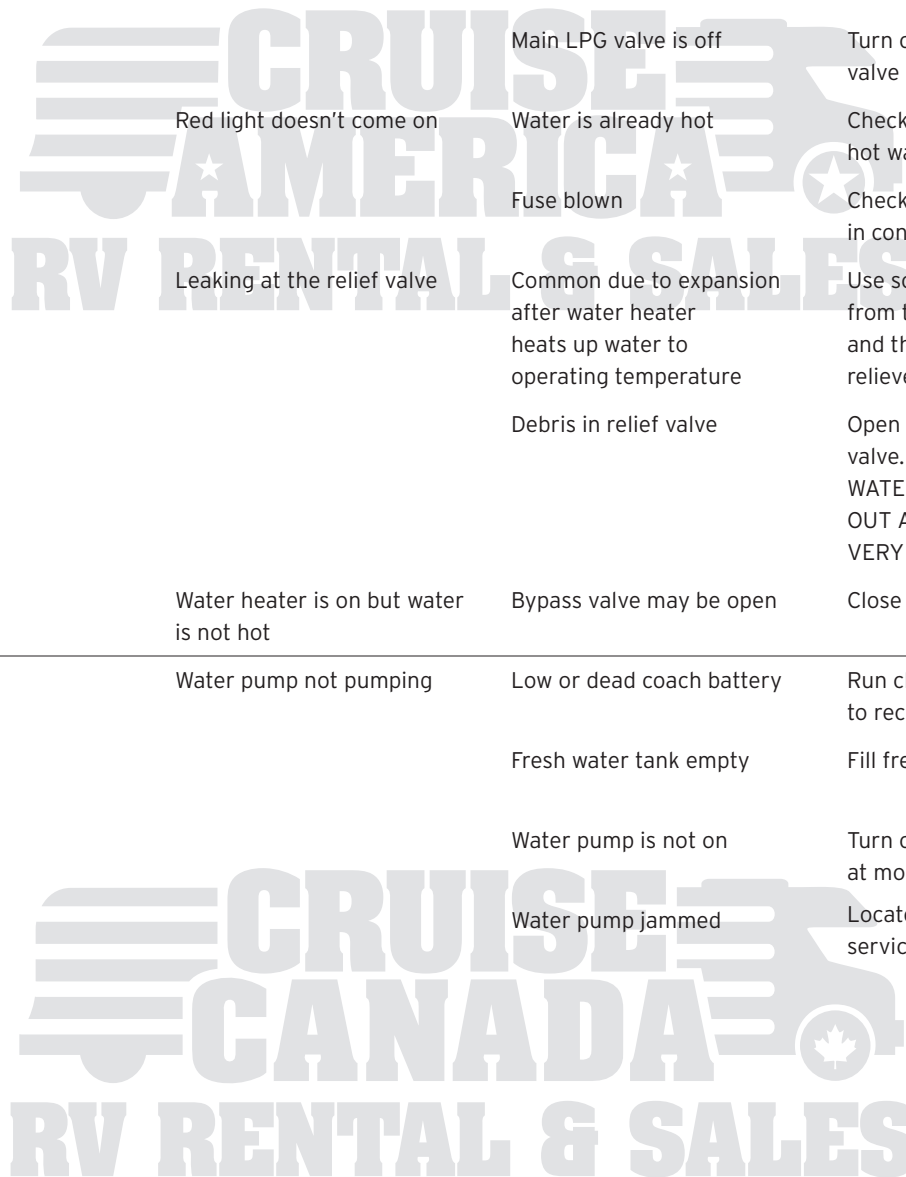 CRUISE
AMERICA
RV RENTAL & SALES
Main LPG valve is off
Turn o
valve
Red light doesn't come on
Water is already hot
Check
hot wa
Fuse blown
Check
in con
Leaking at the relief valve
Common due to expansion
after water heater
heats up water to
operating temperature
Use so
from t
and th
relieve
Debris in relief valve
Open
valve.
WATE
OUT A
VERY
Water heater is on but water
is not hot
Bypass valve may be open
Close
Water pump not pumping
Low or dead coach battery
Run c
to rec
Fresh water tank empty
Fill fre
Water pump is not on
Turn o
at mo
Water pump jammed
Locate
servic
CRUISE
CANADA
RV RENTAL & SALES